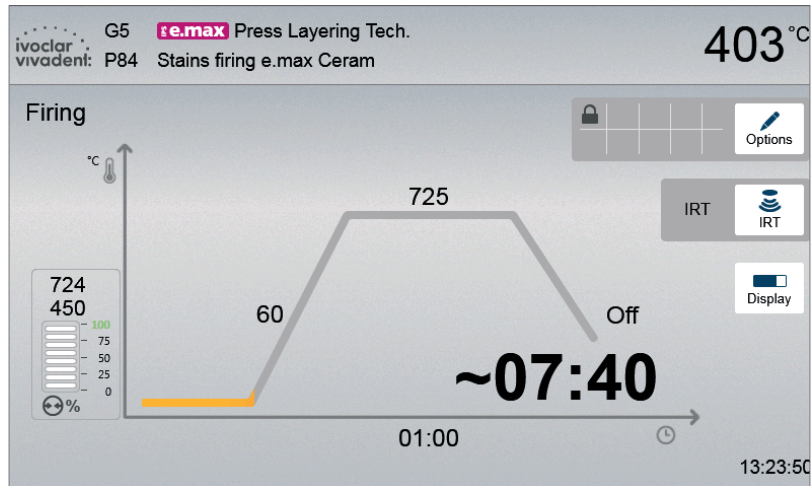 ivoclar
vivadent:
G5 IPS e.max Press Layering Tech.
P84 Stains firing e.max Ceram
403 °C
Firing
Options
°C
725
IRT IRT
724
450
100
75
50
25
0
%
60
Off
Display
~07:40
01:00
13:23:50